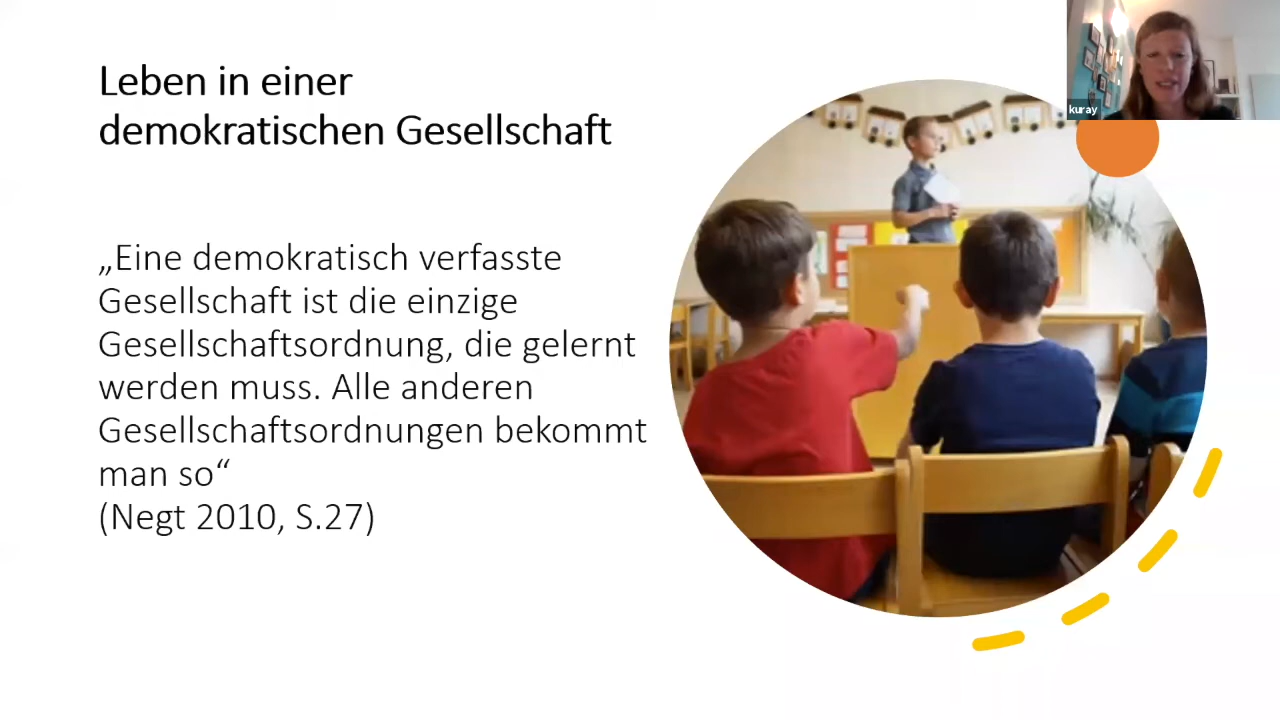 Leben in einer
demokratischen Gesellschaft
„Eine demokratisch verfasste
Gesellschaft ist die einzige
Gesellschaftsordnung, die gelernt
werden muss. Alle anderen
Gesellschaftsordnungen bekommt
man so“
(Negt 2010, S.27)
kuray